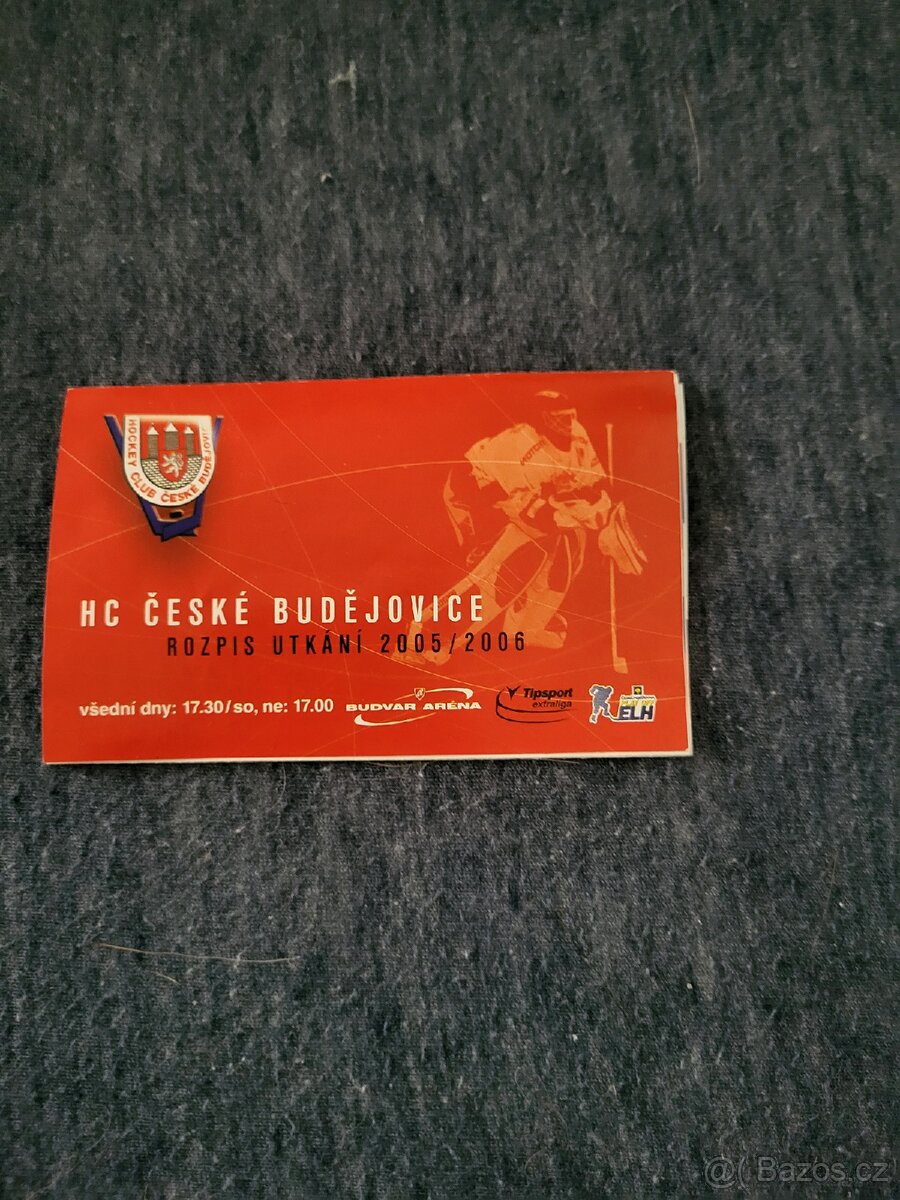 HOCKEY CLUB ČESKÉ BUDĚJOVIC
HC ČESKÉ BUDĚJOVICE
ROZPIS UTKÁNÍ 2005/2006
všední dny: 17.30/so, ne: 17.00
BUDVAR ARÉNA
Tipsport
extraliga
ELH
@( Bazos.cz